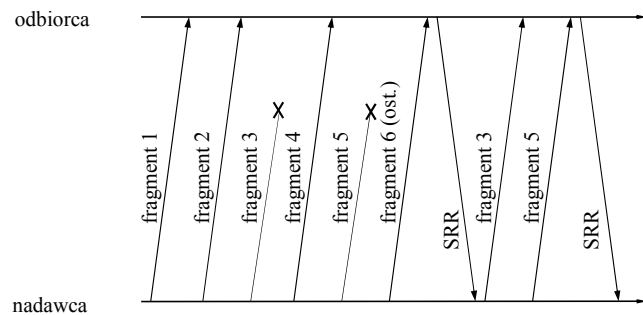 odbiorca
fragment 1
fragment 2
fragment 3
fragment 4
fragment 5
fragment 6 (ost.)
SRR
fragment 3
fragment 5
SRR
nadawca